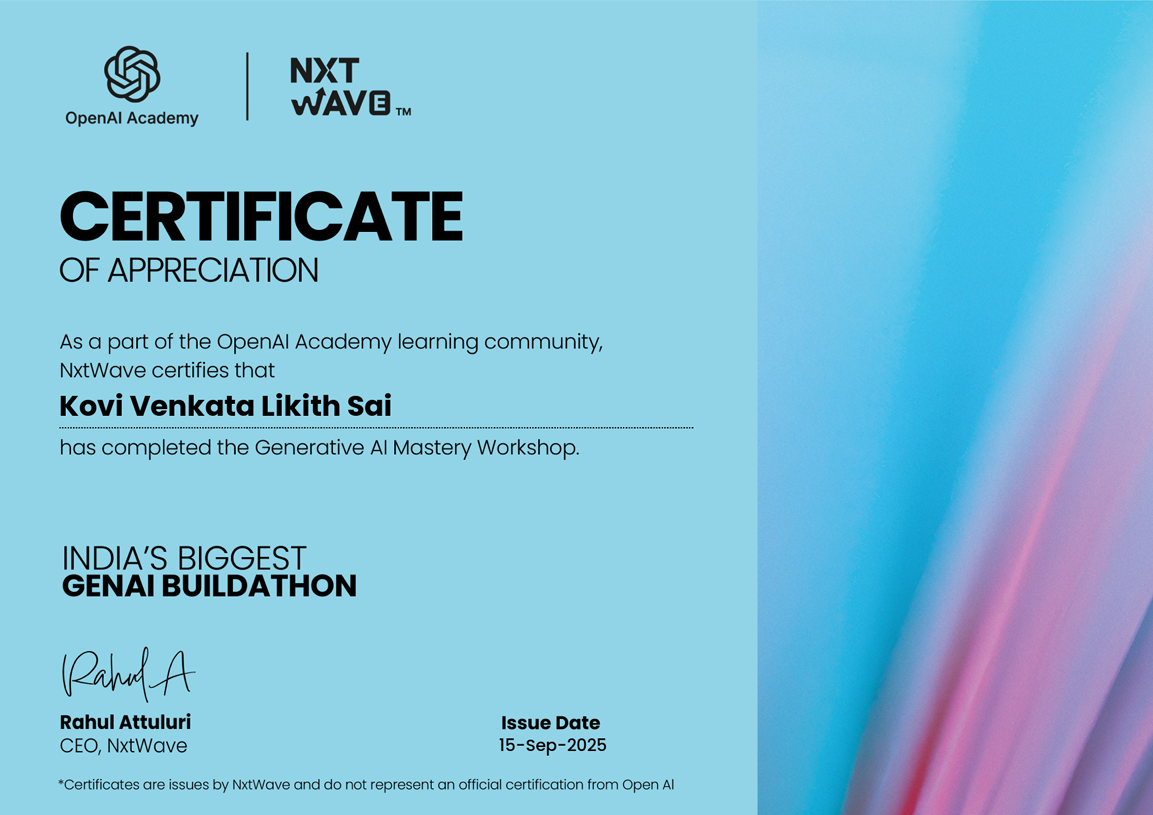 OpenAI Academy
NXT
WAVE TM
CERTIFICATE
OF APPRECIATION
As a part of the OpenAI Academy learning community,
NxtWave certifies that
Kovi Venkata Likith Sai
has completed the Generative AI Mastery Workshop.
INDIA'S BIGGEST
GENAI BUILDATHON
Rahul A
Rahul Attuluri
CEO, NxtWave
Issue Date
15-Sep-2025
*Certificates are issues by NxtWave and do not represent an official certification from Open AI